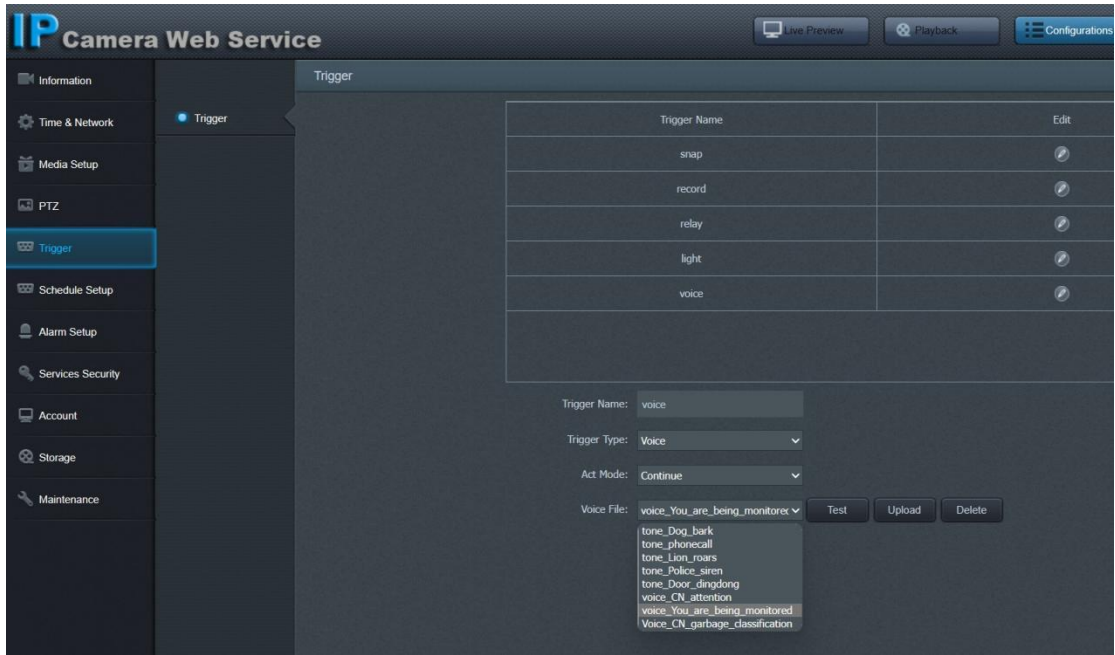 IP Camera Web Service
Live Preview
Playback
Configurations
Information
Time & Network
Media Setup
PTZ
Trigger
Schedule Setup
Alarm Setup
Services Security
Account
Storage
Maintenance
Trigger
Trigger
Trigger Name Edit
snap
record
relay
light
voice
Trigger Name: voice
Trigger Type: Voice
Act Mode: Continue
Voice File: voice_You_are_being_monitored Test Upload Delete
tone_Dog_bark
tone_phonecall
tone_Lion_roars
tone_Police_siren
tone_Door_dingdong
voice_CN_attention
voice_You_are_being_monitored
Voice_CN_garbage_classification